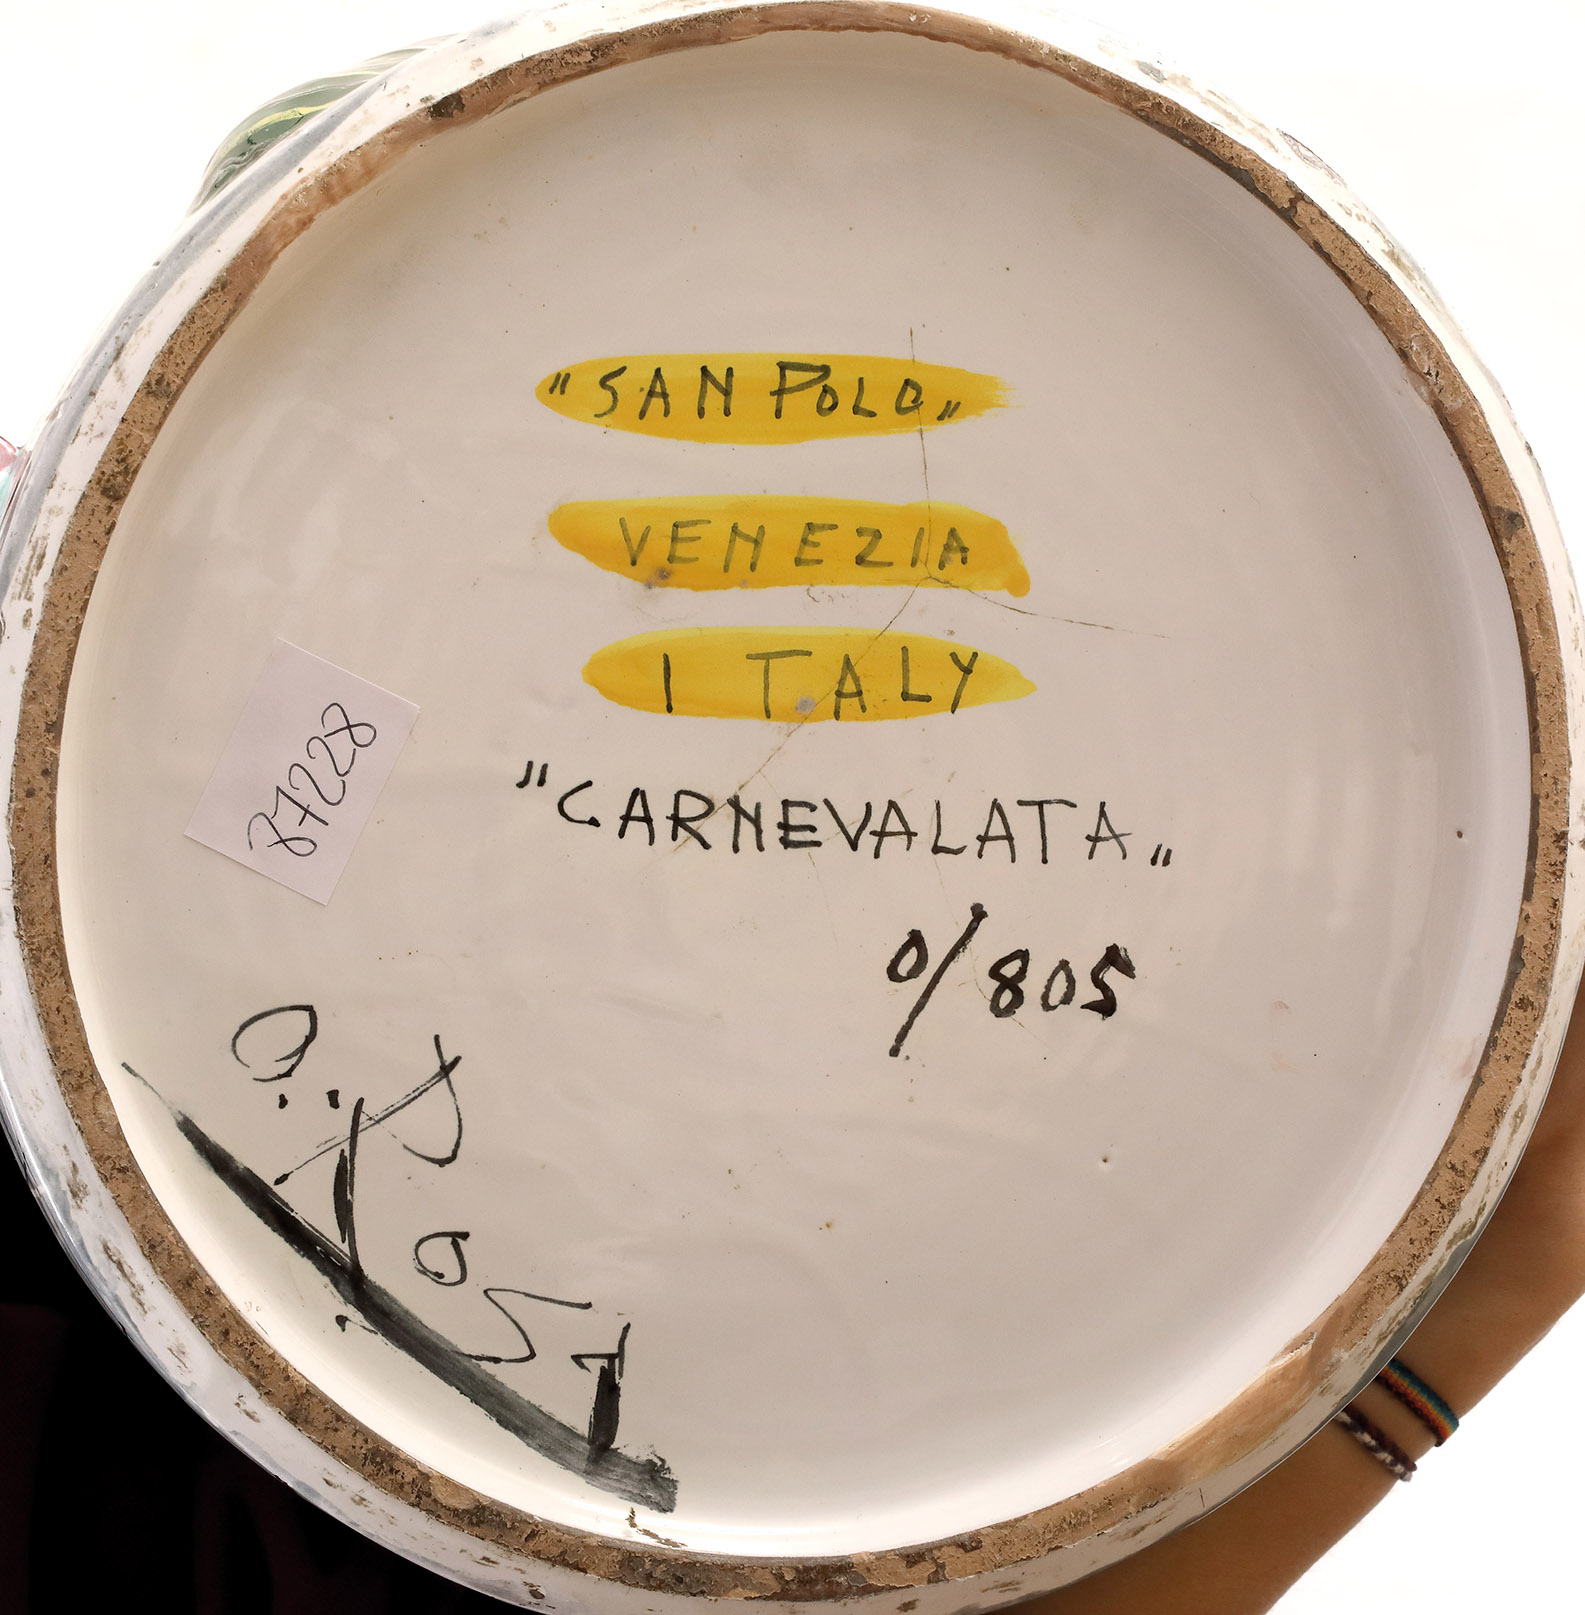 "SAN POLO„
VENEZIA
ITALY
"CARNEVALATA„
0/805
87228